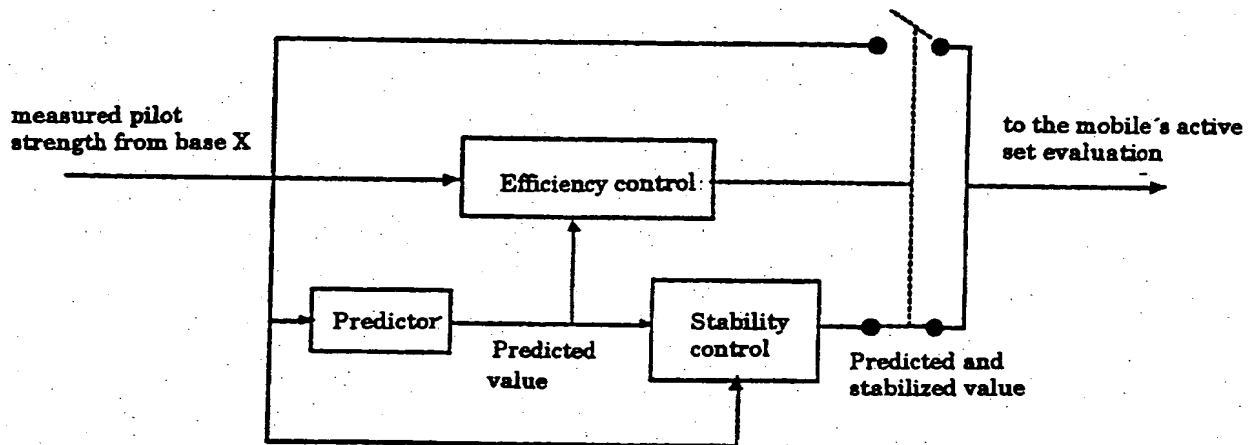 measured pilot
strength from base X
to the mobile´s active
set evaluation
Efficiency control
Predictor
Predicted
value
Stability
control
Predicted and
stabilized value